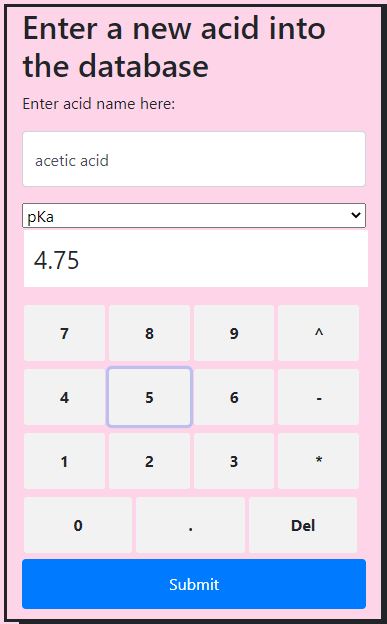 Enter a new acid into
the database
Enter acid name here:
acetic acid
pKa
4.75
7 8 9 ^
4 5 6 -
1 2 3 *
0 . Del
Submit